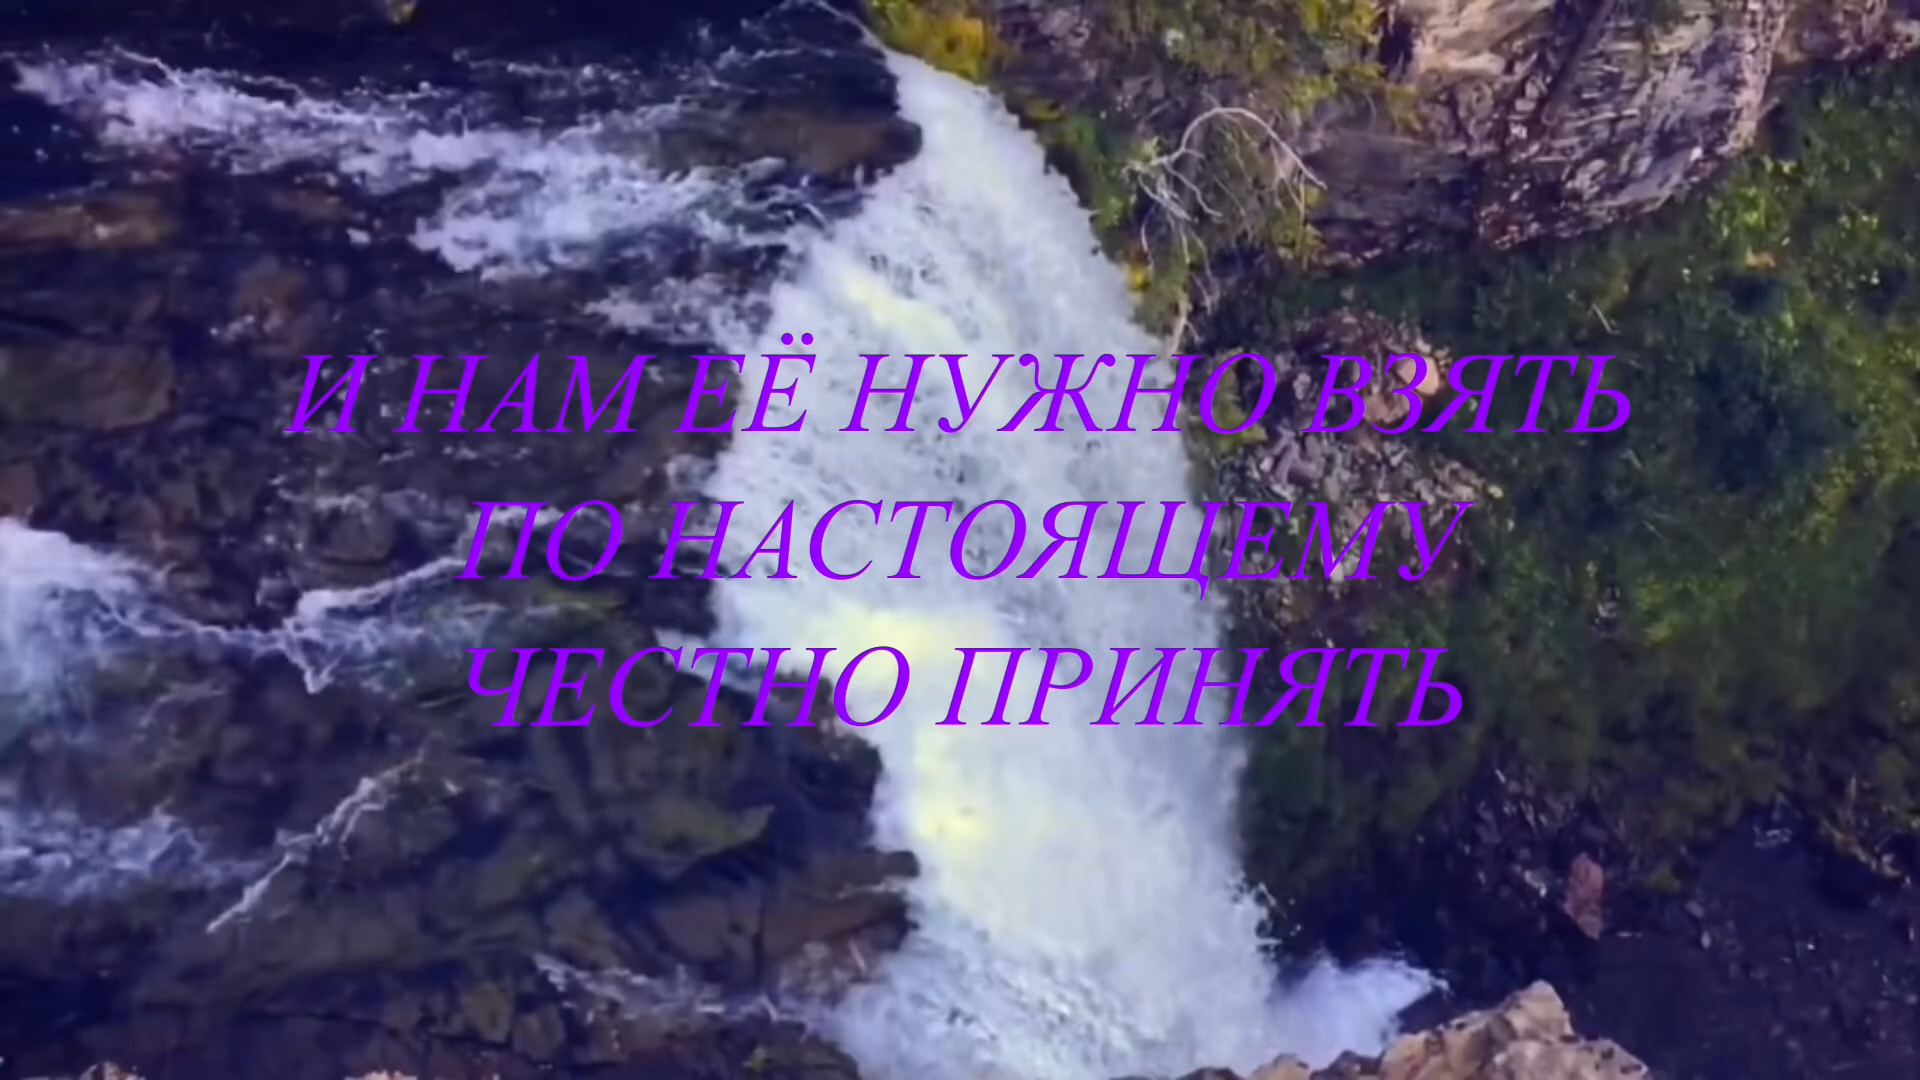 И НАМ ЕЁ НУЖНО ВЗЯТЬ
ПО НАСТОЯЩЕМУ
ЧЕСТНО ПРИНЯТЬ